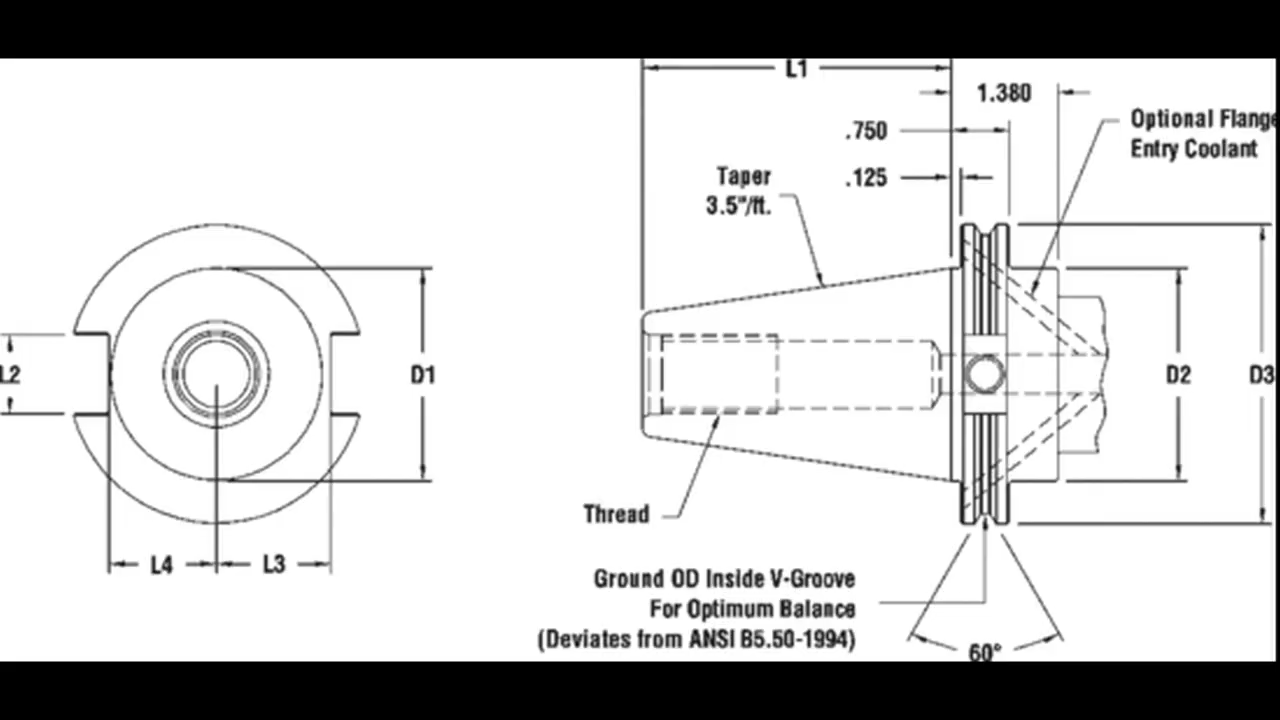 L1
1.380
.750
Optional Flange
Entry Coolant
.125
Taper
3.5"/ft.
L2
D1
D2
D3
Thread
L4
L3
Ground OD Inside V-Groove
For Optimum Balance
(Deviates from ANSI B5.50-1994)
60°